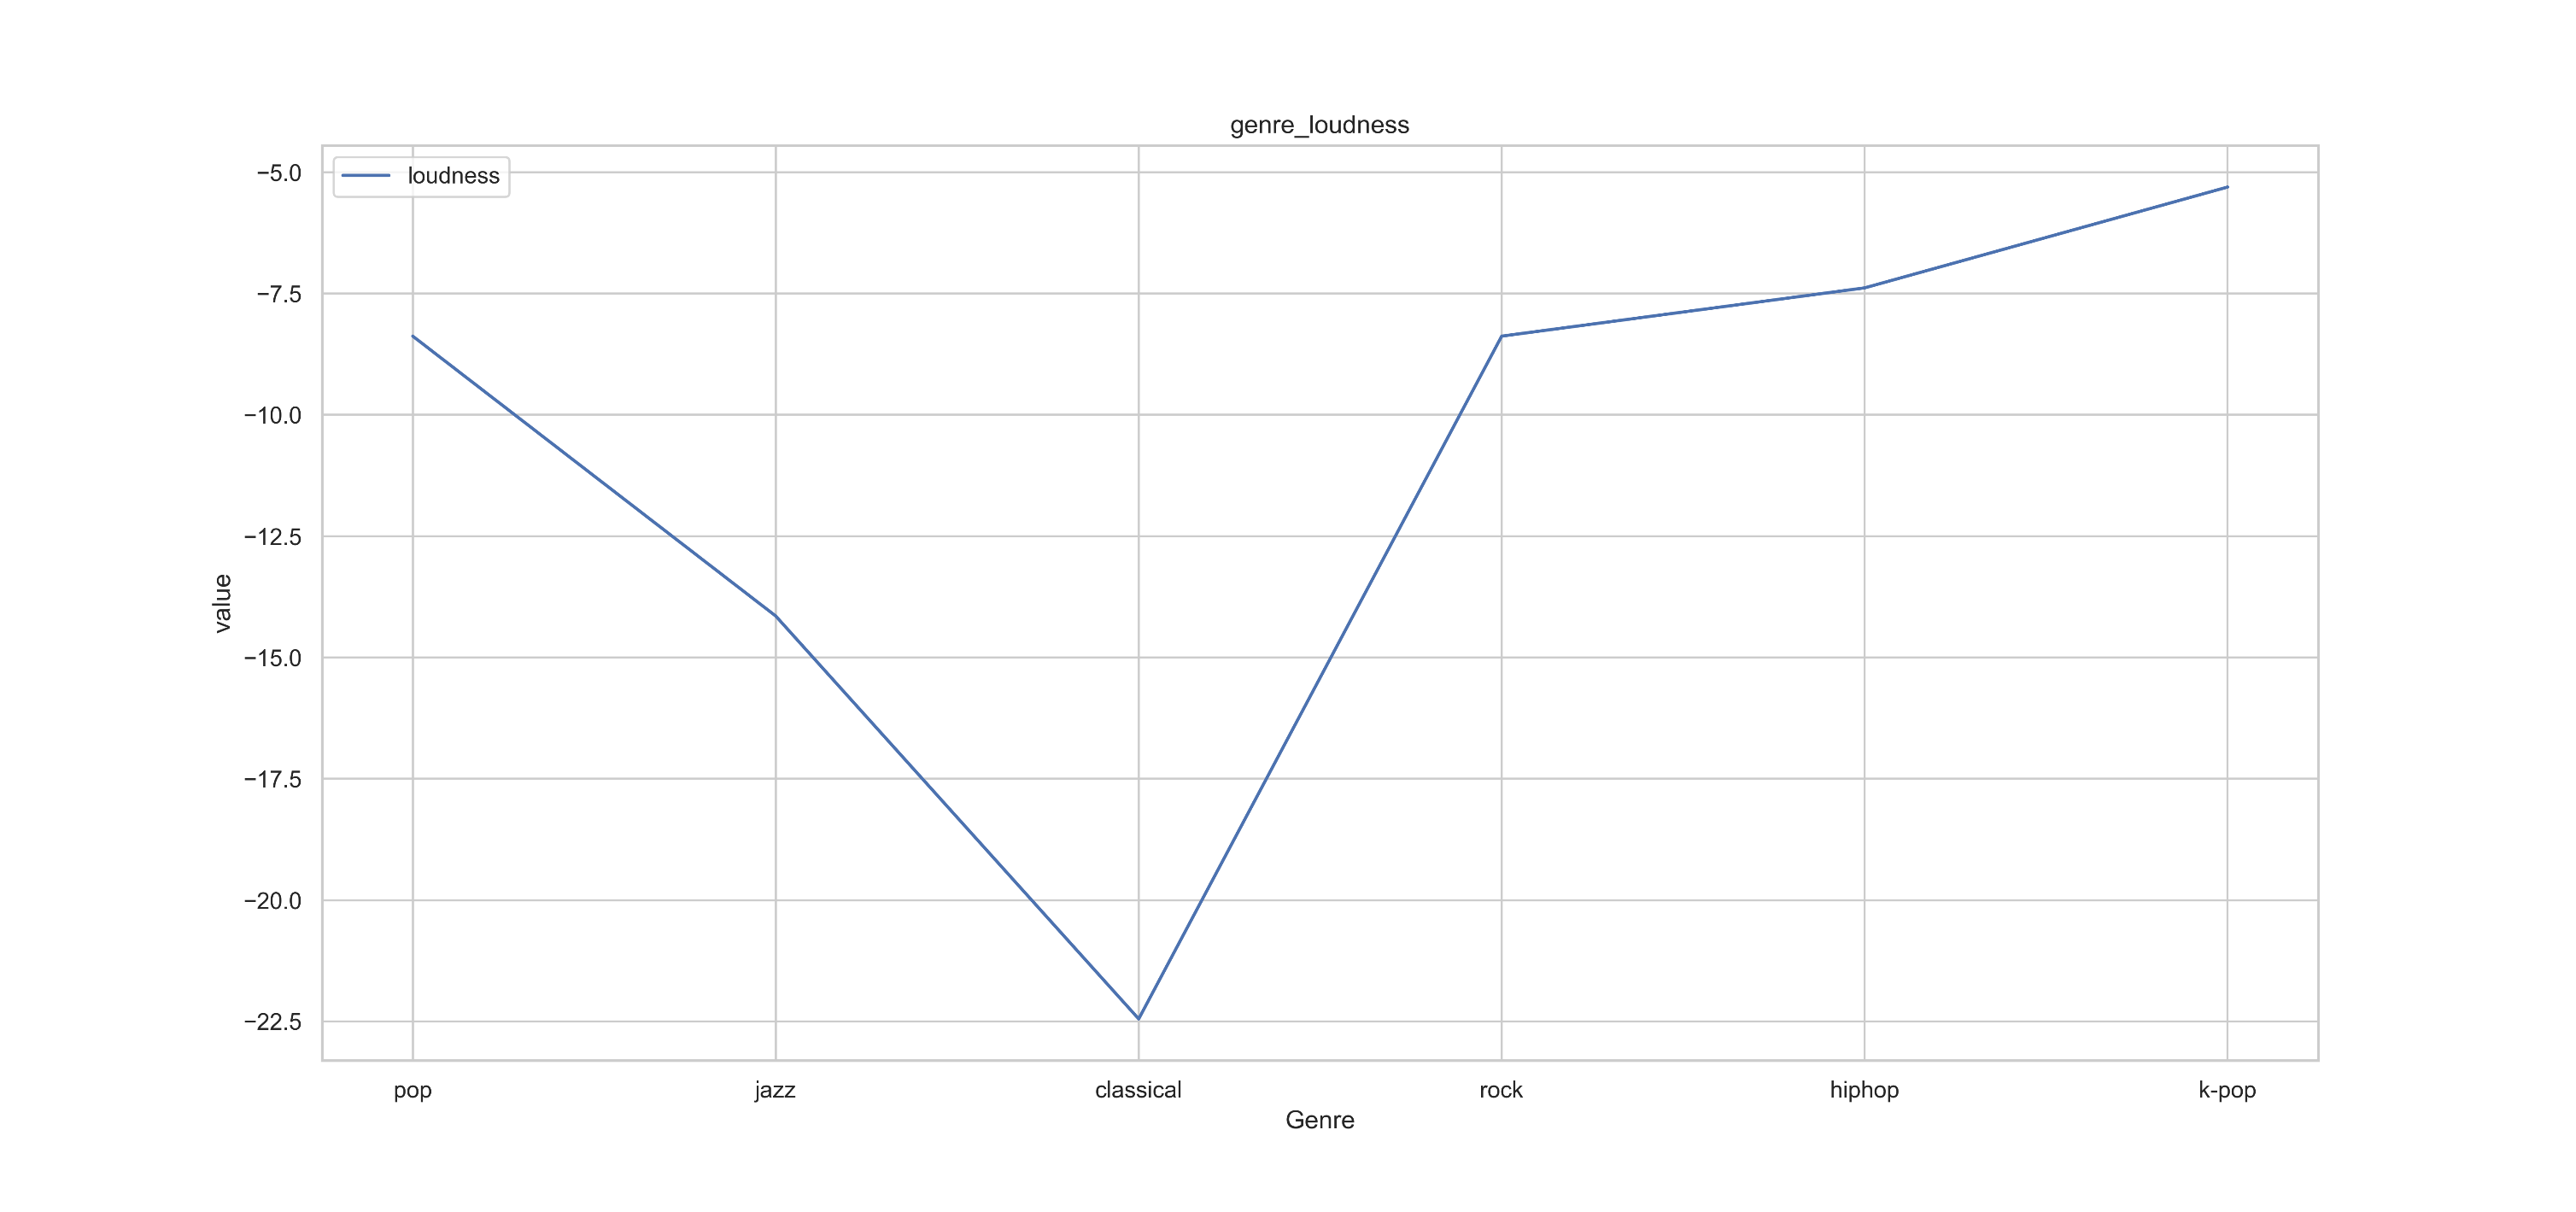 genre_loudness
loudness
−5.0
−7.5
−10.0
−12.5
−15.0
−17.5
−20.0
−22.5
value
pop jazz classical rock hiphop k-pop
Genre